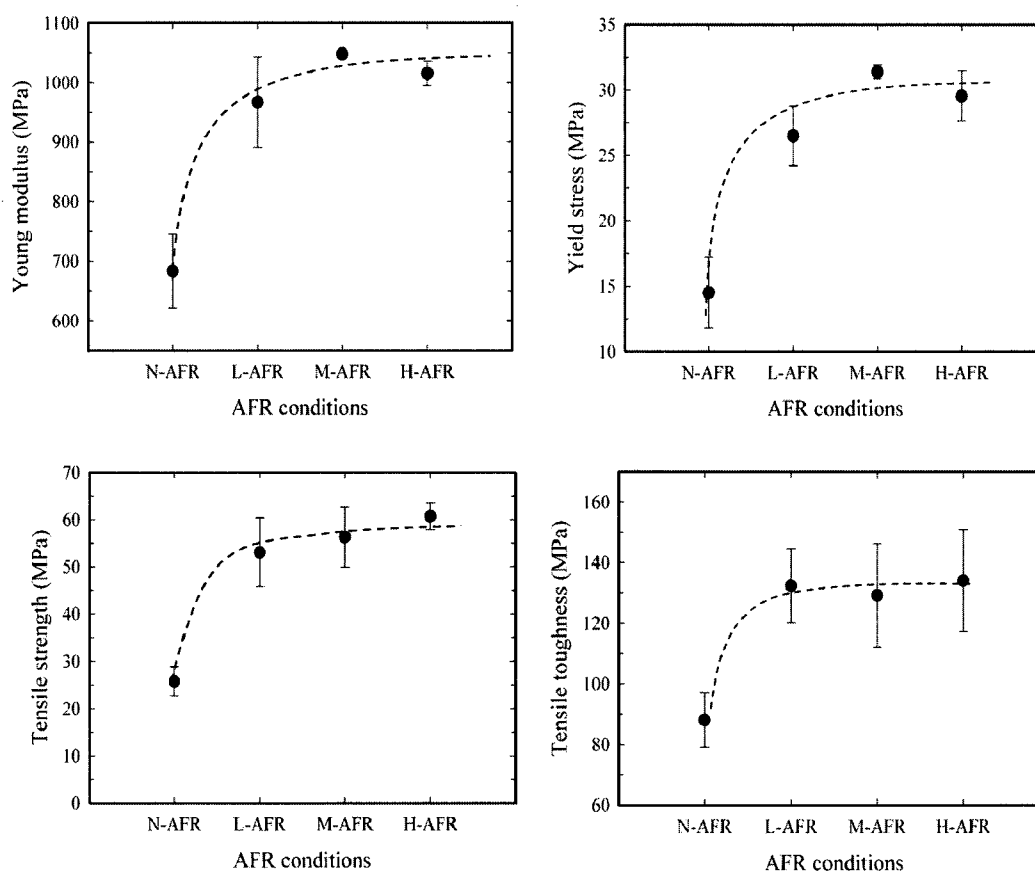 Young modulus (MPa)
1100
1000
900
800
700
600
N-AFR L-AFR M-AFR H-AFR
AFR conditions
Yield stress (MPa)
35
30
25
20
15
10
N-AFR L-AFR M-AFR H-AFR
AFR conditions
Tensile strength (MPa)
70
60
50
40
30
20
10
0
N-AFR L-AFR M-AFR H-AFR
AFR conditions
Tensile toughness (MPa)
160
140
120
100
80
60
N-AFR L-AFR M-AFR H-AFR
AFR conditions